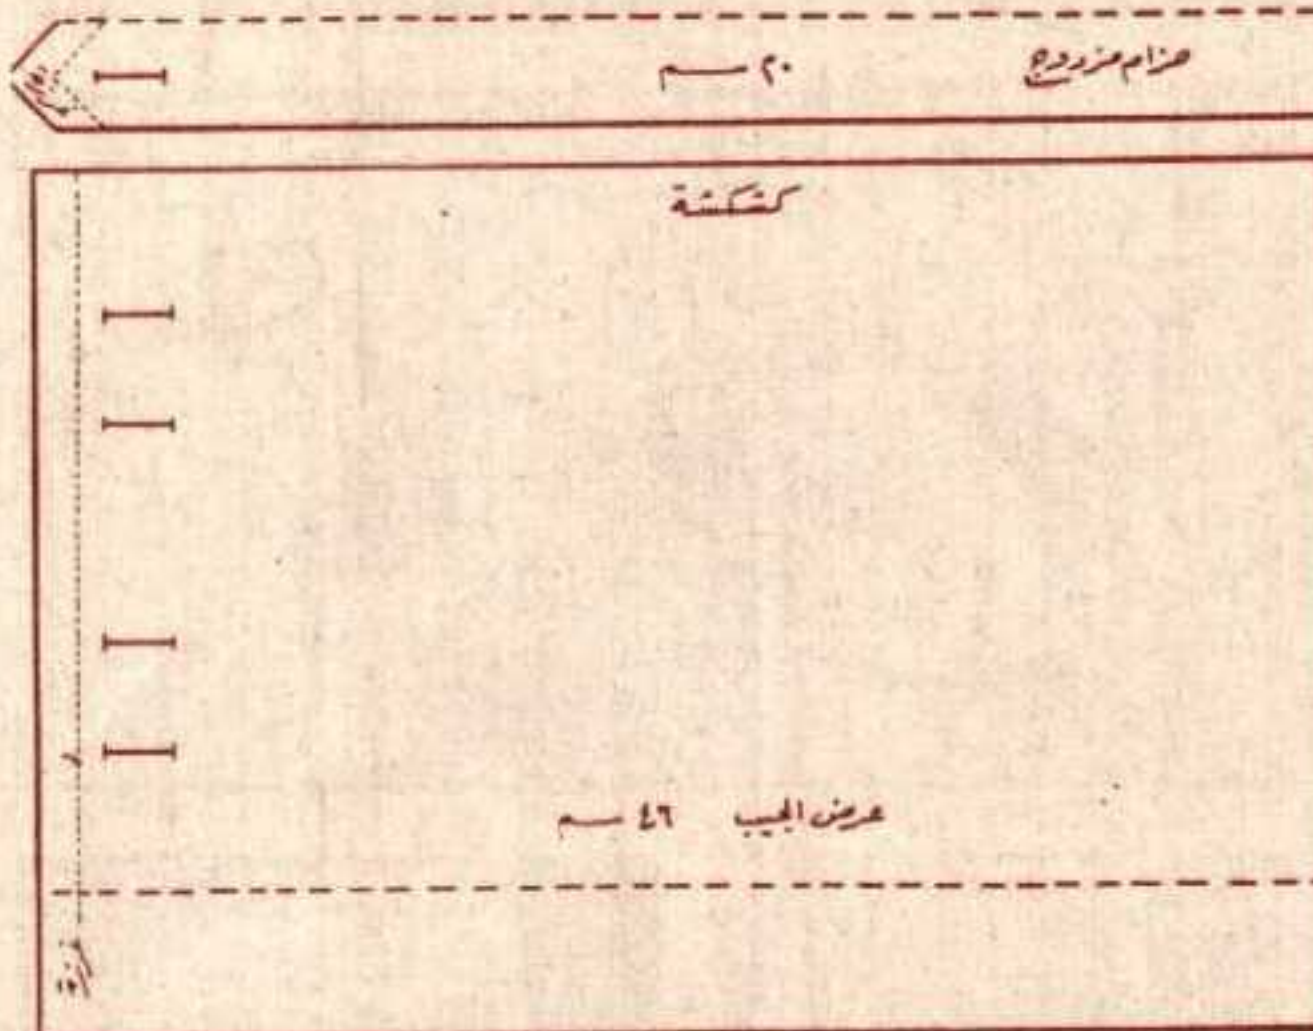 حزام مزدوج ٢٠ سم
كشكشة
عرض الجيب ٤٦ سم